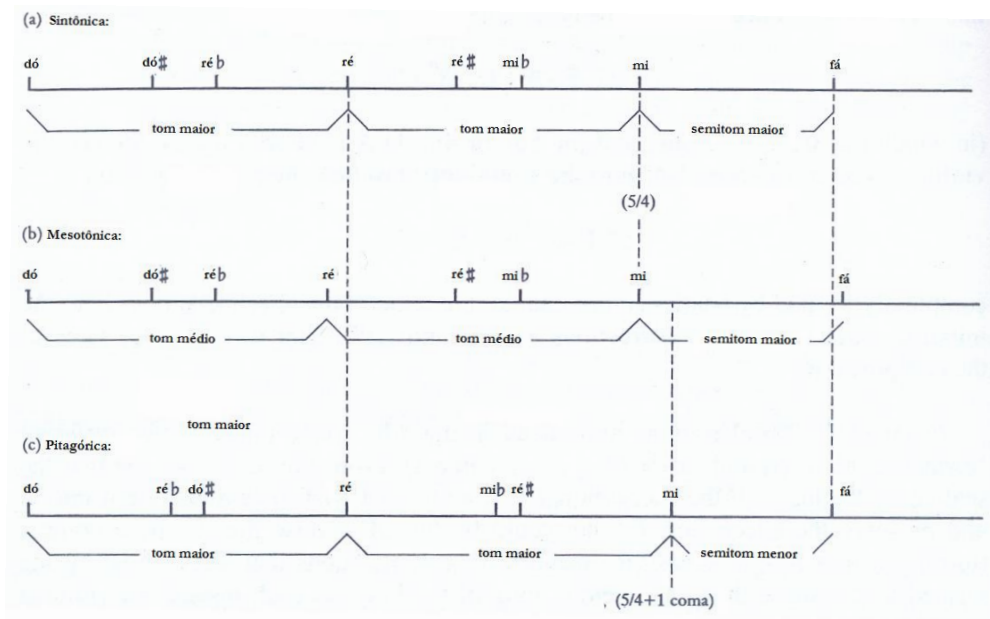 (a) Sintônica:
dó dó♯ ré♭ ré ré♯ mi♭ mi fá
tom maior tom maior semitom maior
(5/4)
(b) Mesotônica:
dó dó♯ ré♭ ré ré♯ mi♭ mi fá
tom médio tom médio semitom maior
tom maior
(c) Pitagórica:
dó ré♭ dó♯ ré mi♭ ré♯ mi fá
tom maior tom maior semitom menor
(5/4+1 coma)